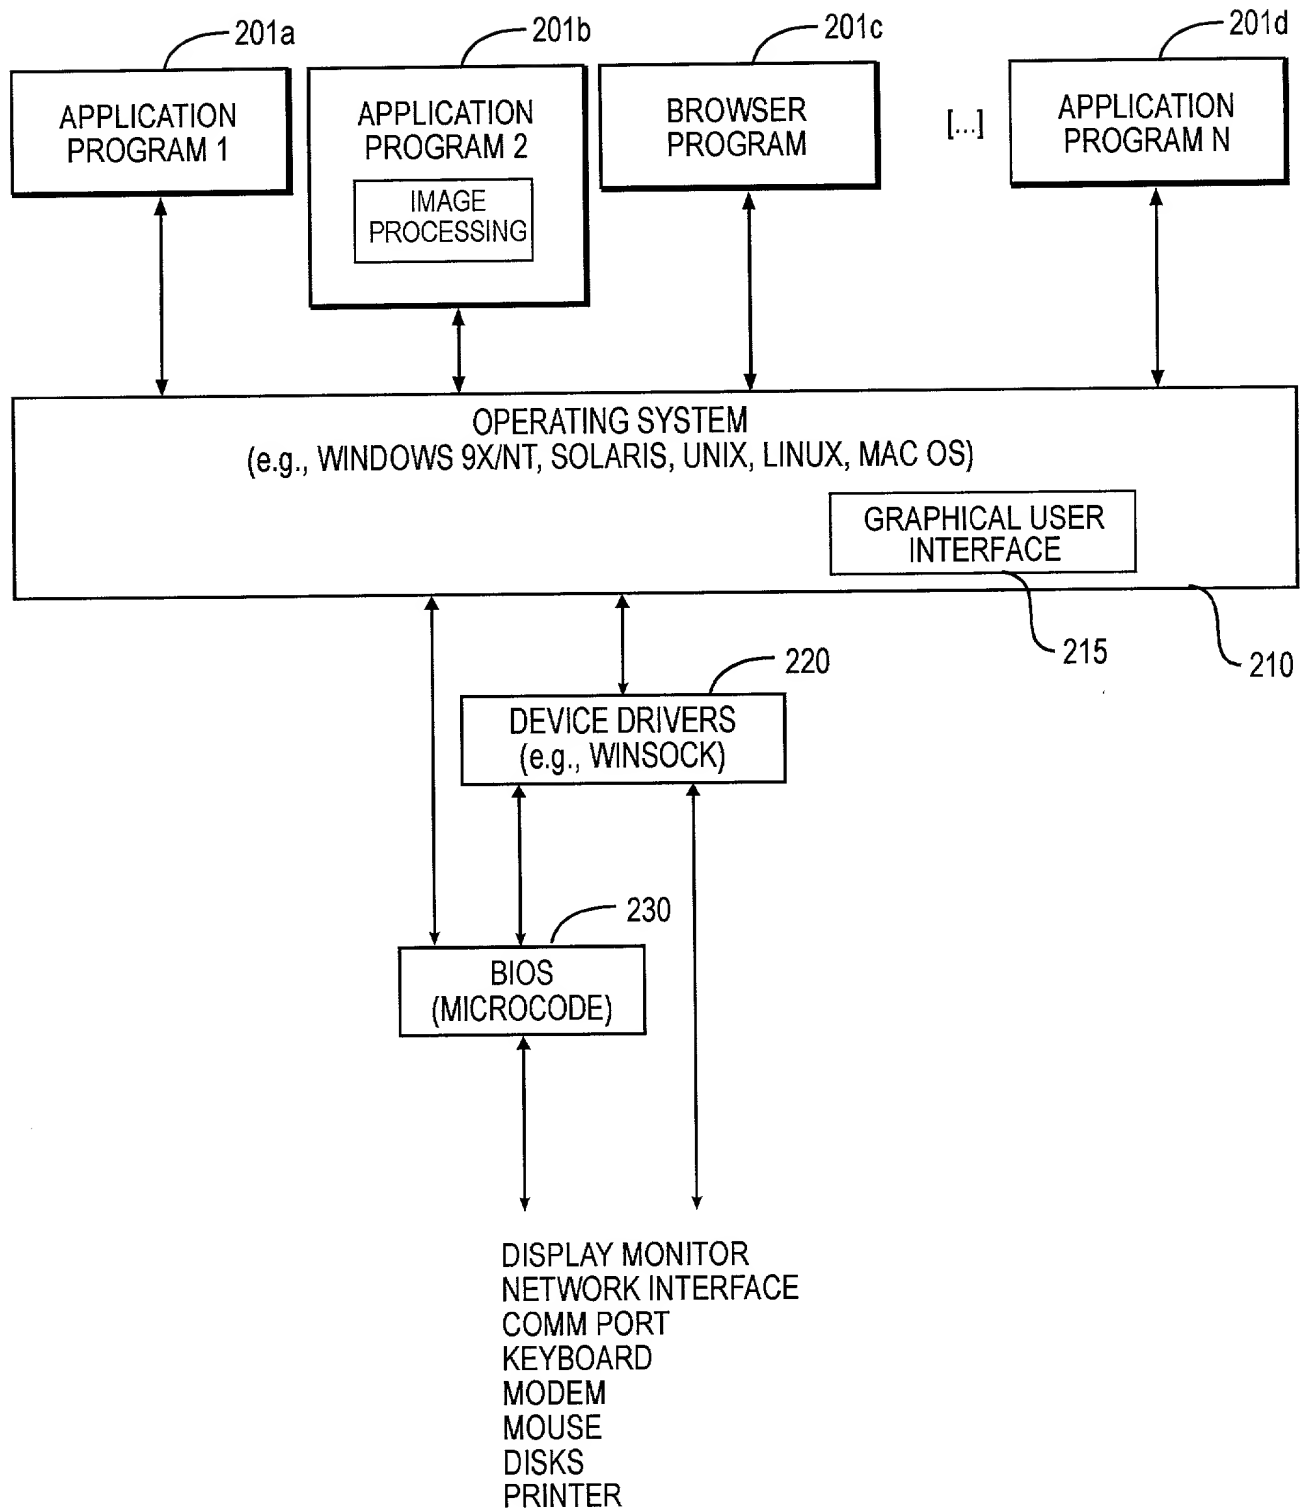 201a
201b
201c
201d
APPLICATION
PROGRAM 1
APPLICATION
PROGRAM 2
IMAGE
PROCESSING
BROWSER
PROGRAM
[...]
APPLICATION
PROGRAM N
OPERATING SYSTEM
(e.g., WINDOWS 9X/NT, SOLARIS, UNIX, LINUX, MAC OS)
GRAPHICAL USER
INTERFACE
215
210
220
DEVICE DRIVERS
(e.g., WINSOCK)
230
BIOS
(MICROCODE)
DISPLAY MONITOR
NETWORK INTERFACE
COMM PORT
KEYBOARD
MODEM
MOUSE
DISKS
PRINTER